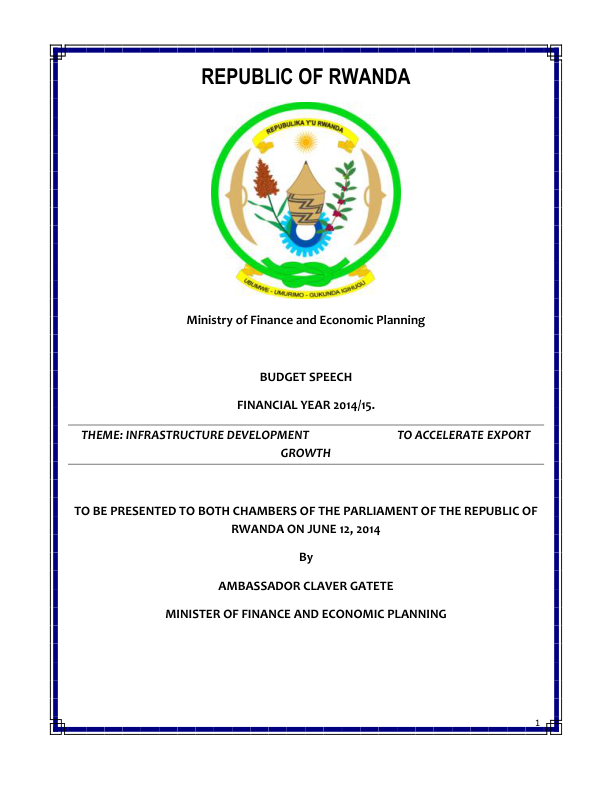 REPUBLIC OF RWANDA
REPUBULIKA Y'U RWANDA
UBUMWE - UMURIMO - GUKUNDA IGIHUGU
Ministry of Finance and Economic Planning
BUDGET SPEECH
FINANCIAL YEAR 2014/15.
THEME: INFRASTRUCTURE DEVELOPMENT TO ACCELERATE EXPORT
GROWTH
TO BE PRESENTED TO BOTH CHAMBERS OF THE PARLIAMENT OF THE REPUBLIC OF
RWANDA ON JUNE 12, 2014
By
AMBASSADOR CLAVER GATETE
MINISTER OF FINANCE AND ECONOMIC PLANNING
1